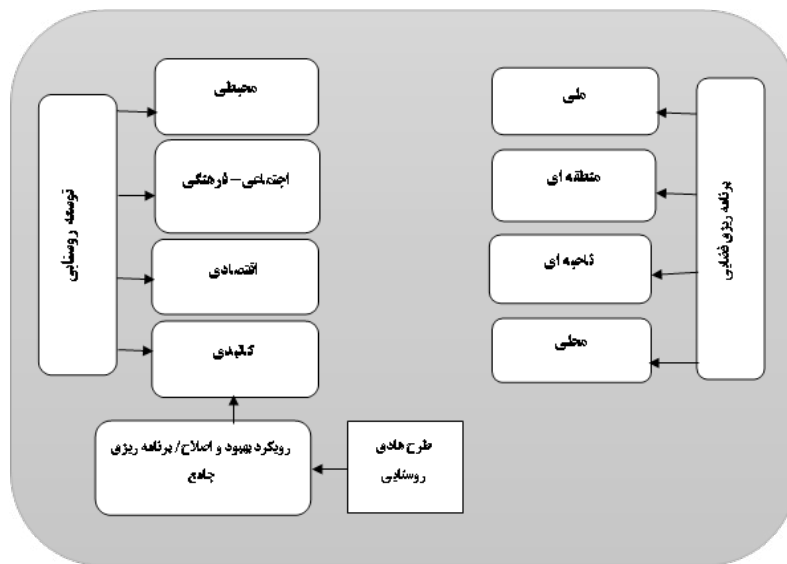 برنامه ریزی فضایی
ملی
منطقه ای
ناحیه ای
محلی
توسعه روستایی
محیطی
اجتماعی – فرهنگی
اقتصادی
کالبدی
طرح هادی
روستایی
رویکرد بهبود و اصلاح/ برنامه ریزی
جامع